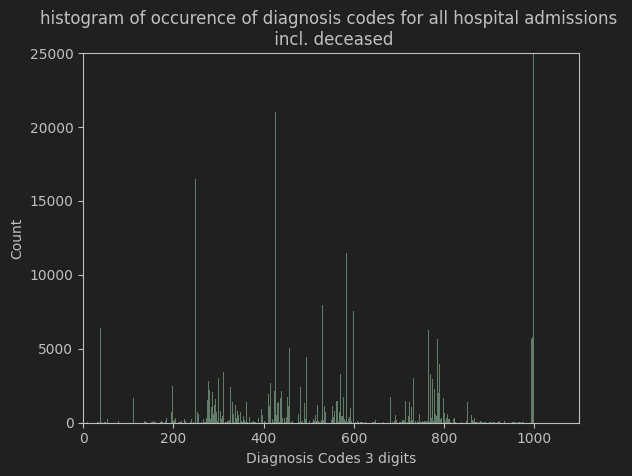 histogram of occurence of diagnosis codes for all hospital admissions
incl. deceased
25000
20000
15000
10000
5000
0
Count
0 200 400 600 800 1000
Diagnosis Codes 3 digits